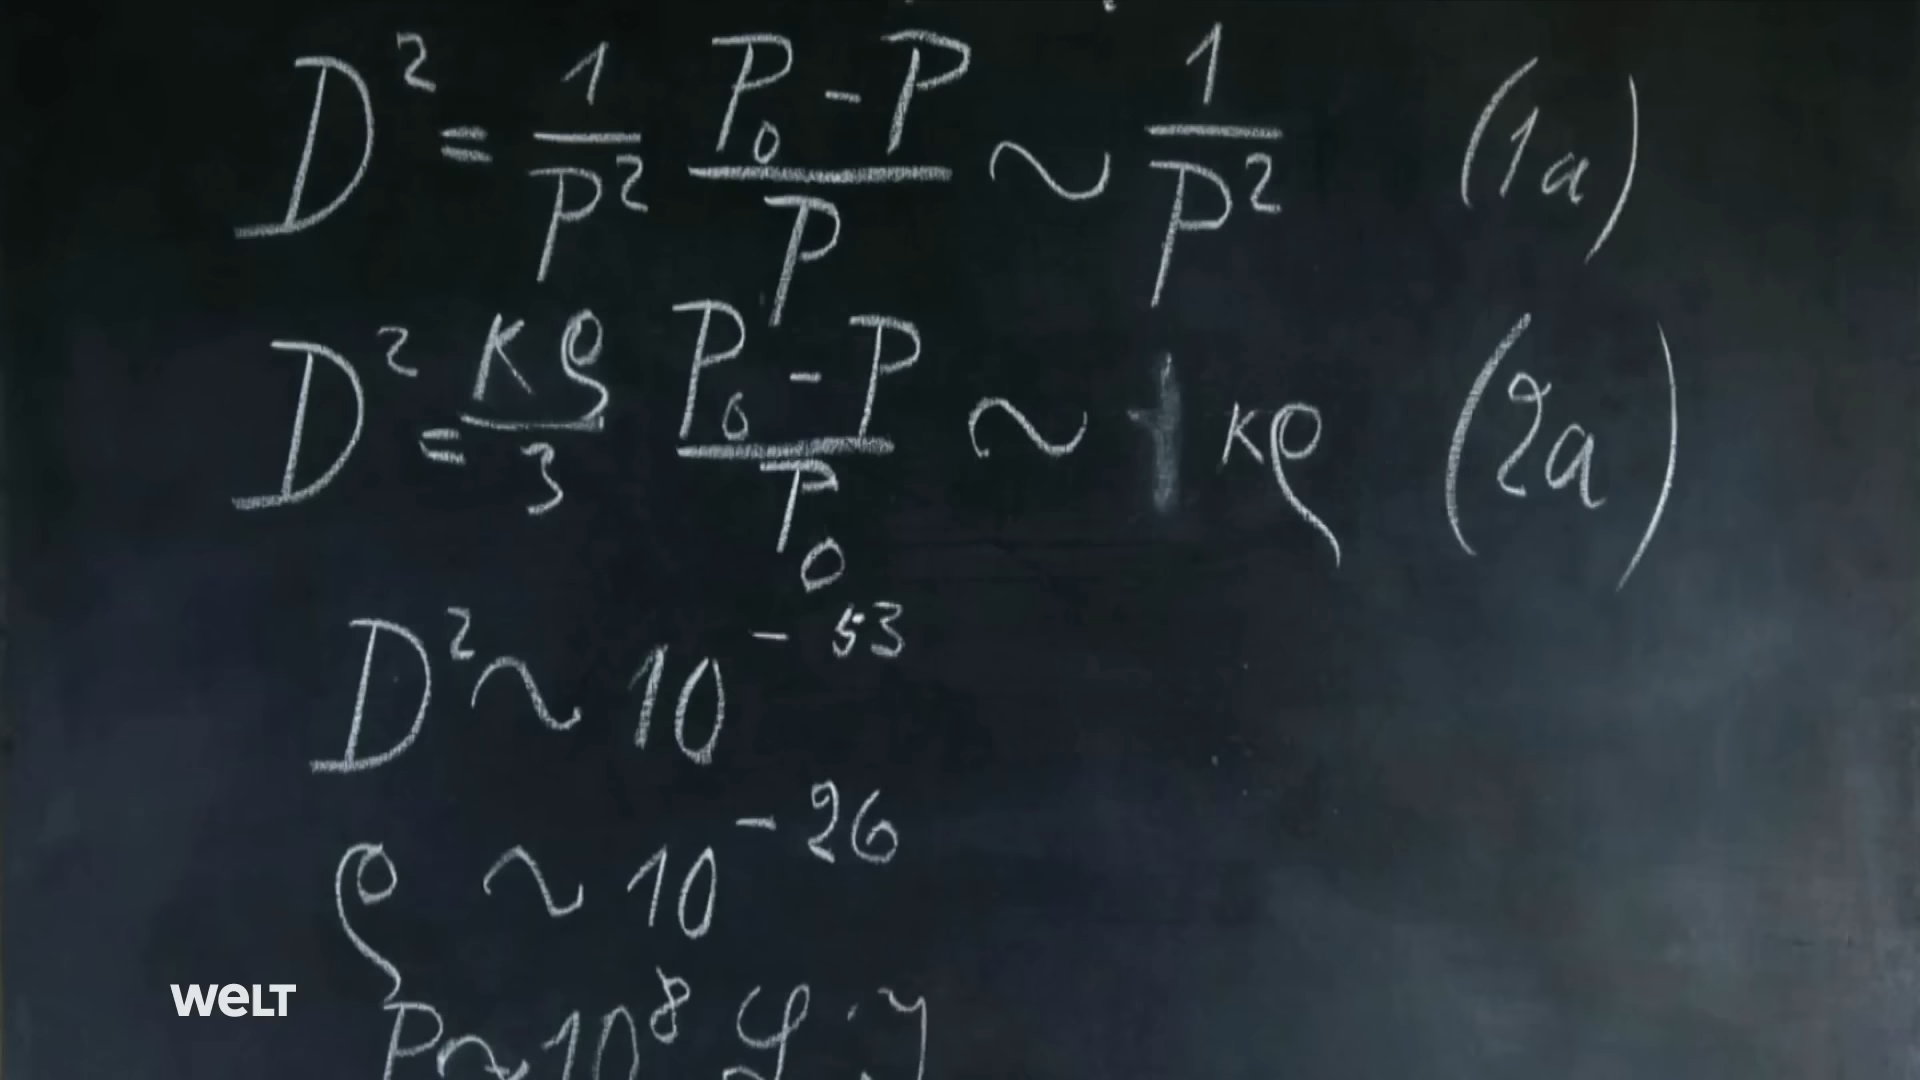 D² = 1/P² (P₀ - P)/P ~ 1/P² (1a)
D² = κρ/3 (P₀ - P)/P₀ ~ κρ (2a)
D² ~ 10⁻⁵³
ρ ~ 10⁻²⁶
P ~ 10⁸
WELT